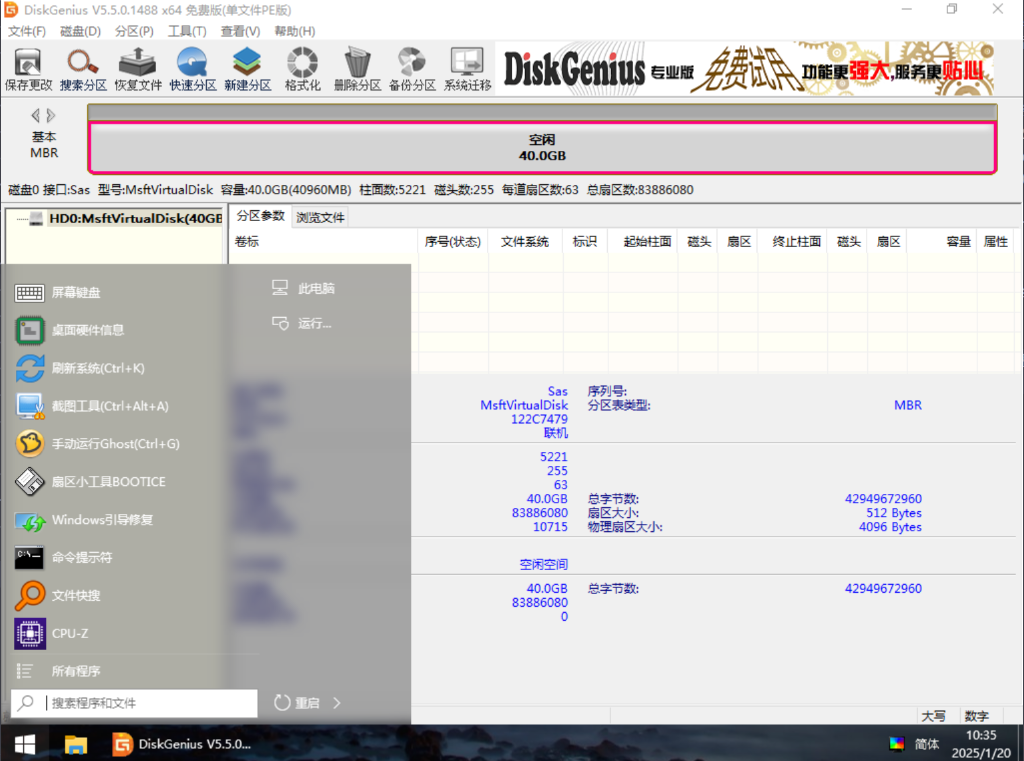 DiskGenius V5.5.0.1488 x64 免费版(单文件PE版)
文件(F) 磁盘(D) 分区(P) 工具(T) 查看(V) 帮助(H)
保存更改 搜索分区 恢复文件 快速分区 新建分区 格式化 删除分区 备份分区 系统迁移
DiskGenius 专业版 免费试用 功能更强大,服务更贴心
基本
MBR
空闲
40.0GB
磁盘0 接口:Sas 型号:MsftVirtualDisk 容量:40.0GB(40960MB) 柱面数:5221 磁头数:255 每道扇区数:63 总扇区数:83886080
HD0:MsftVirtualDisk(40GB
分区参数 浏览文件
卷标 序号(状态) 文件系统 标识 起始柱面 磁头 扇区 终止柱面 磁头 扇区 容量 属性
Sas 序列号:
MsftVirtualDisk 分区表类型: MBR
122C7479
联机
5221
255
63
40.0GB 总字节数: 42949672960
83886080 扇区大小: 512 Bytes
10715 物理扇区大小: 4096 Bytes
空闲空间
40.0GB 总字节数: 42949672960
83886080
0
屏幕键盘
桌面硬件信息
刷新系统(Ctrl+K)
截图工具(Ctrl+Alt+A)
手动运行Ghost(Ctrl+G)
扇区小工具BOOTICE
Windows引导修复
命令提示符
文件快搜
CPU-Z
所有程序
搜索程序和文件
此电脑
运行...
重启
大写 数字
DiskGenius V5.5.0...
简体
10:35
2025/1/20